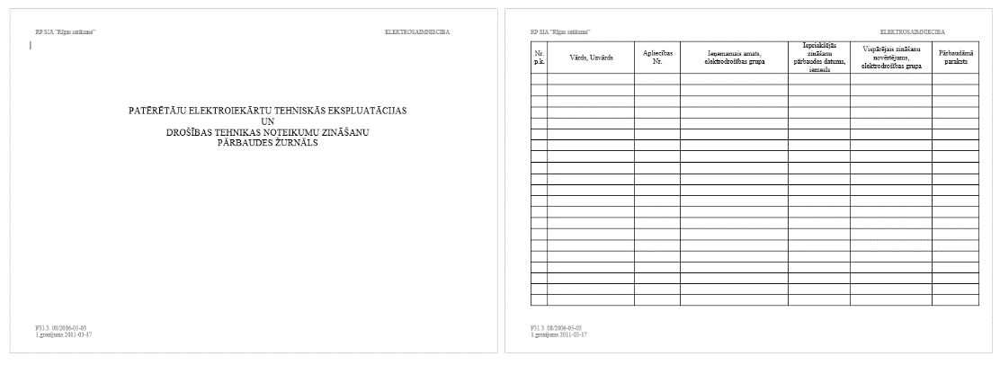 RP SIA "Rīgas satiksme"
ELEKTROSAIMNIECĪBA
PATĒRĒTĀJU ELEKTROIEKĀRTU TEHNISKĀS EKSPLUATĀCIJAS
UN
DROŠĪBAS TEHNIKAS NOTEIKUMU ZINĀŠANU
PĀRBAUDES ŽURNĀLS
F31.3. 08/2006-05-03
1.grozījums 2011-03-17
RP SIA "Rīgas satiksme"
ELEKTROSAIMNIECĪBA
Nr.
p.k.
Vārds, Uzvārds
Apliecības
Nr.
Ieņemamais amats,
elektrodrošības grupa
Iepriekšējās
zināšanu
pārbaudes datums,
iemesls
Vispārējais zināšanu
novērtējums,
elektrodrošības grupa
Pārbaudāmā
paraksts
F31.3. 08/2006-05-03
1.grozījums 2011-03-17